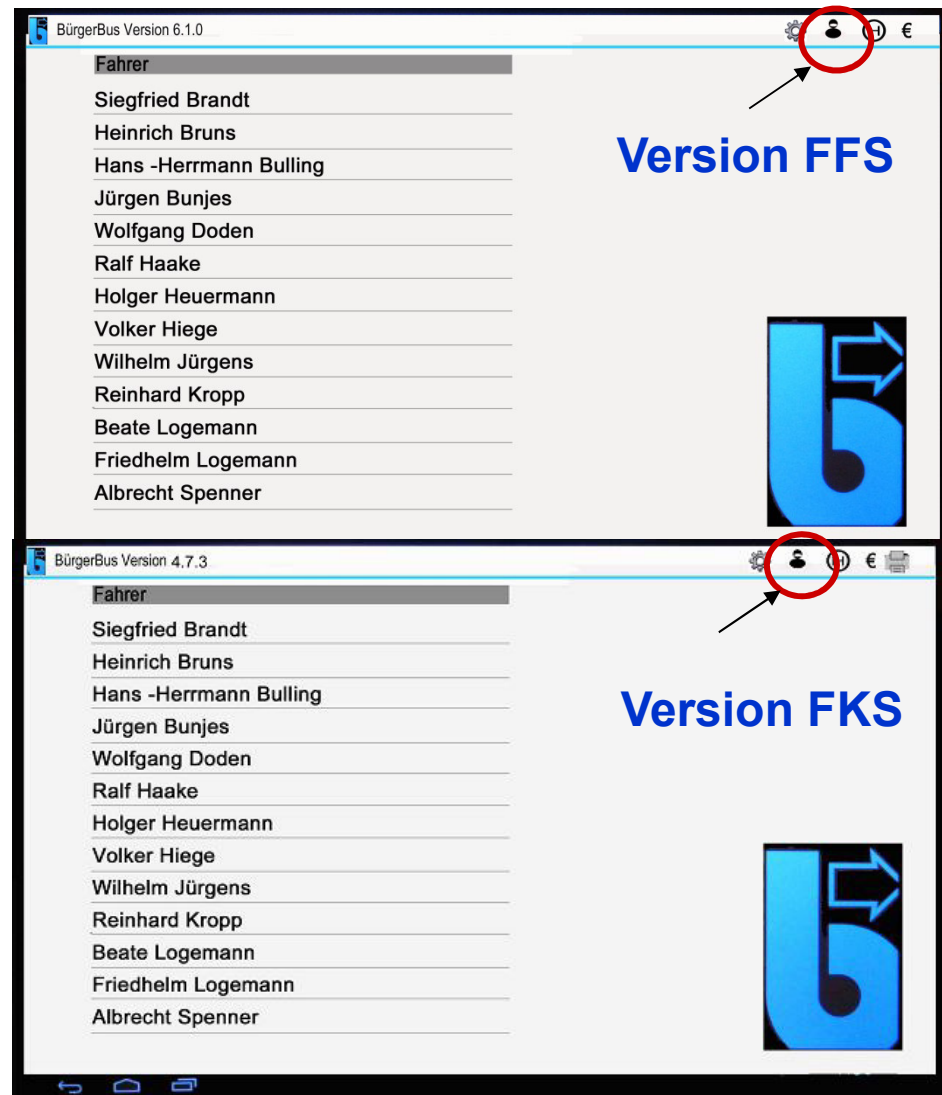 BürgerBus Version 6.1.0
H €
Fahrer
Siegfried Brandt
Heinrich Bruns
Hans -Herrmann Bulling
Jürgen Bunjes
Wolfgang Doden
Ralf Haake
Holger Heuermann
Volker Hiege
Wilhelm Jürgens
Reinhard Kropp
Beate Logemann
Friedhelm Logemann
Albrecht Spenner
Version FFS
BürgerBus Version 4.7.3
H €
Fahrer
Siegfried Brandt
Heinrich Bruns
Hans -Herrmann Bulling
Jürgen Bunjes
Wolfgang Doden
Ralf Haake
Holger Heuermann
Volker Hiege
Wilhelm Jürgens
Reinhard Kropp
Beate Logemann
Friedhelm Logemann
Albrecht Spenner
Version FKS